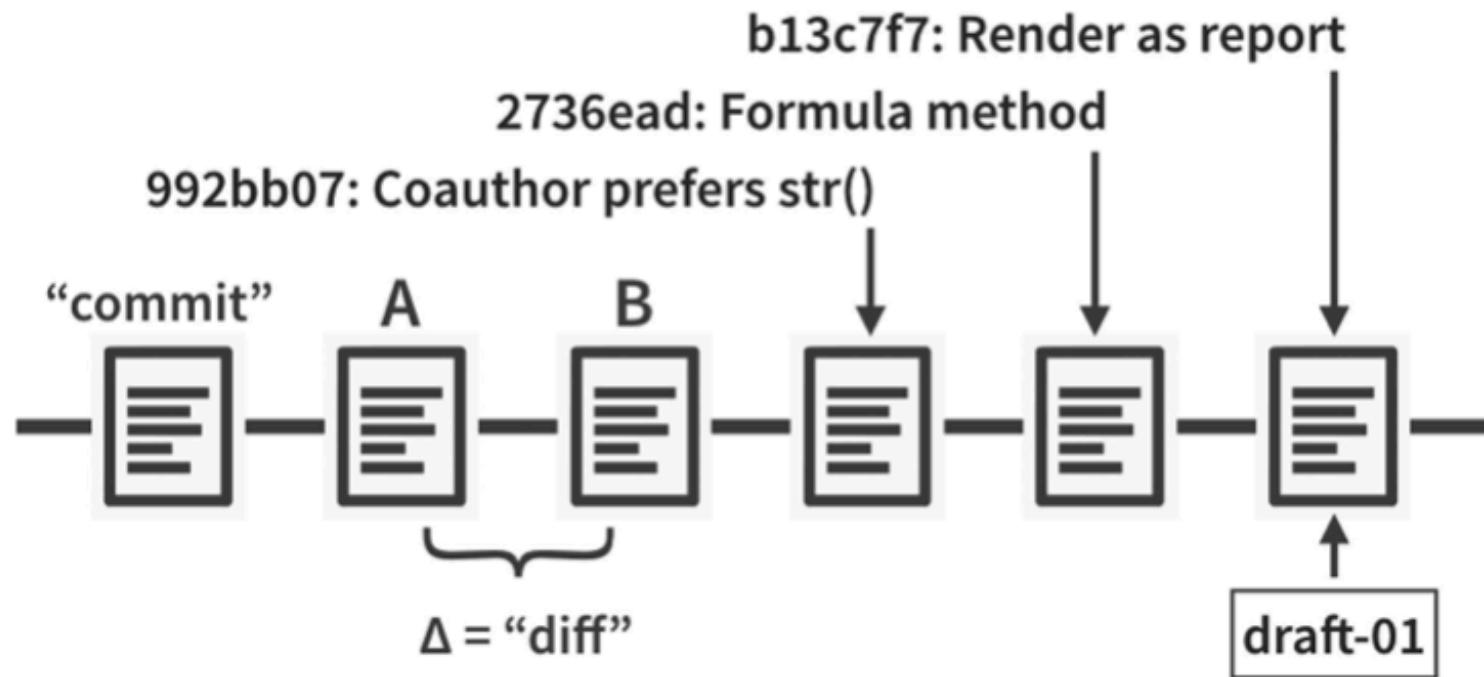 b13c7f7: Render as report
2736ead: Formula method
992bb07: Coauthor prefers str()
“commit”
A
B
Δ = “diff”
draft-01